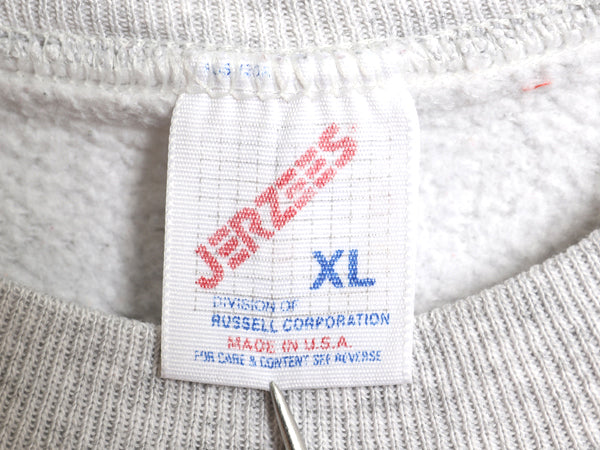 JERZEES
XL
DIVISION OF
RUSSELL CORPORATION
MADE IN U.S.A.
FOR CARE & CONTENT SEE REVERSE